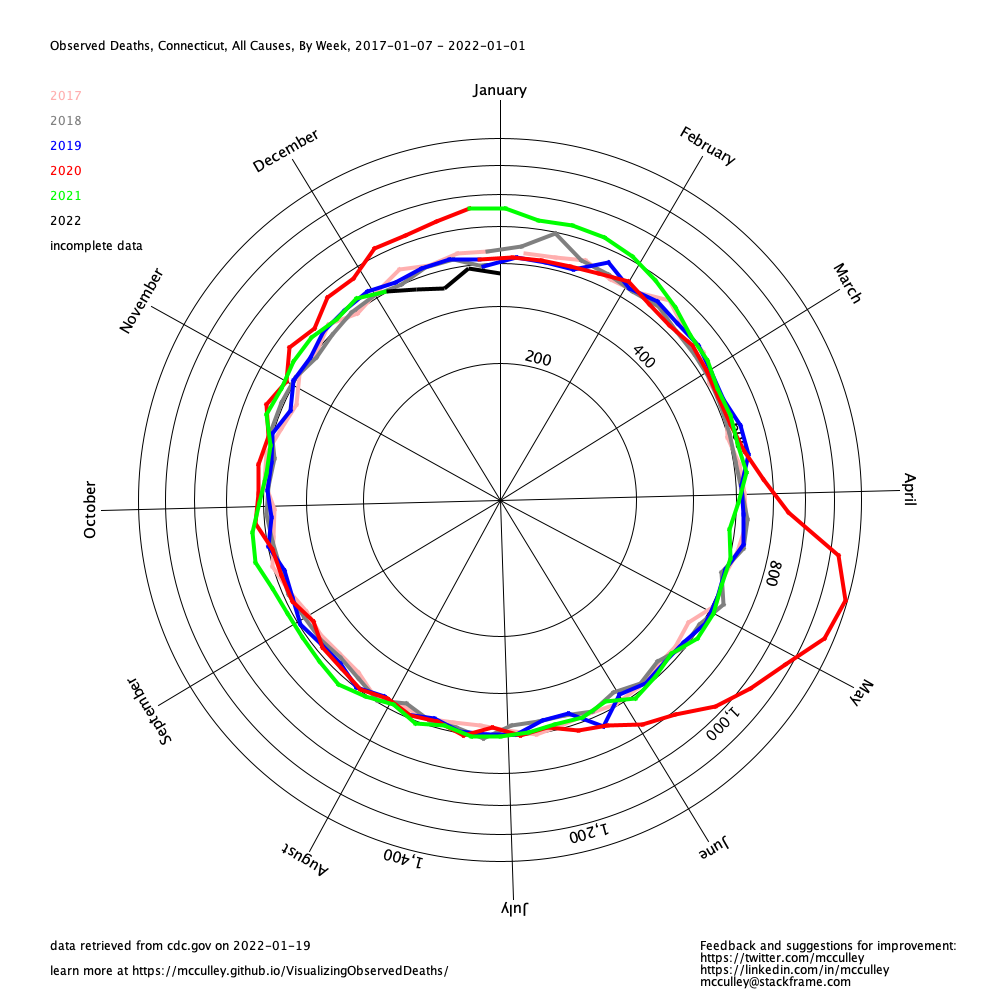 Observed Deaths, Connecticut, All Causes, By Week, 2017-01-07 - 2022-01-01
2017
2018
2019
2020
2021
2022
incomplete data
January
February
March
April
May
June
July
August
September
October
November
December
200
400
800
1,000
1,200
1,400
data retrieved from cdc.gov on 2022-01-19
learn more at https://mcculley.github.io/VisualizingObservedDeaths/
Feedback and suggestions for improvement:
https://twitter.com/mcculley
https://linkedin.com/in/mcculley
mcculley@stackframe.com